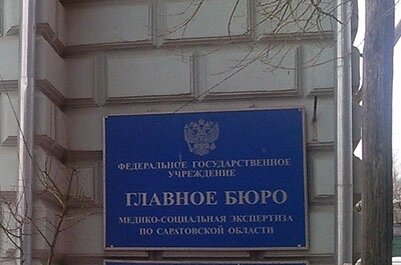 ФЕДЕРАЛЬНОЕ ГОСУДАРСТВЕННОЕ
УЧРЕЖДЕНИЕ
ГЛАВНОЕ БЮРО
МЕДИКО-СОЦИАЛЬНАЯ ЭКСПЕРТИЗА
ПО САРАТОВСКОЙ ОБЛАСТИ